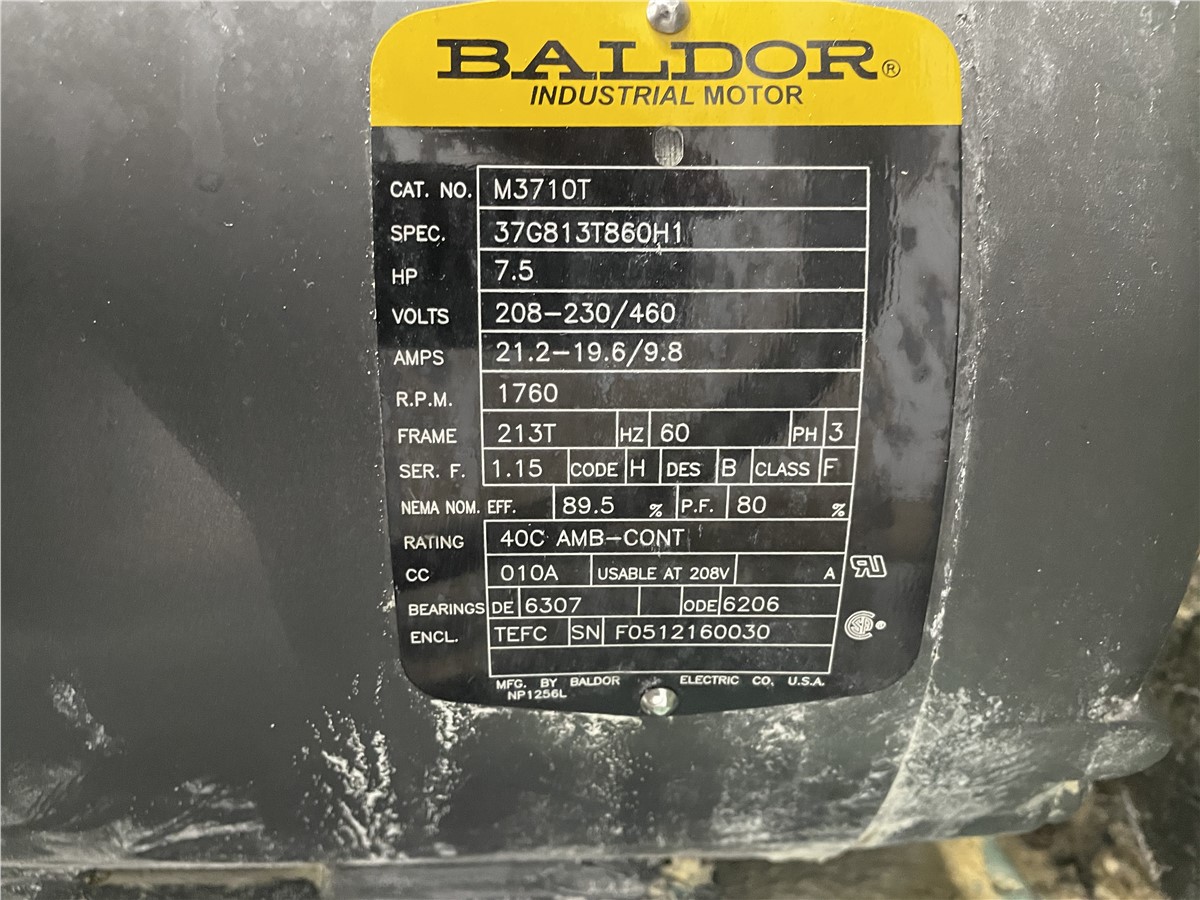 BALDOR®
INDUSTRIAL MOTOR
CAT. NO. M3710T
SPEC. 37G813T860H1
HP 7.5
VOLTS 208-230/460
AMPS 21.2-19.6/9.8
R.P.M. 1760
FRAME 213T HZ 60 PH 3
SER. F. 1.15 CODE H DES B CLASS F
NEMA NOM. EFF. 89.5 % P.F. 80 %
RATING 40C AMB-CONT
CC 010A USABLE AT 208V A
BEARINGS DE 6307 ODE 6206
ENCL. TEFC SN F0512160030
MFG. BY BALDOR ELECTRIC CO. U.S.A.
NP1256L